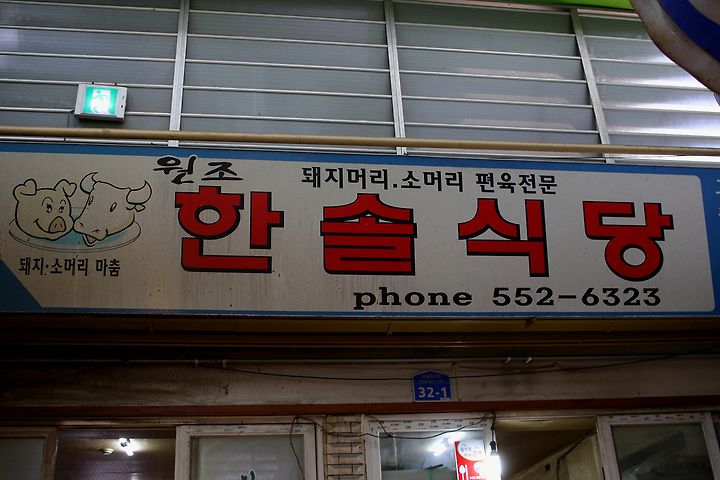 원조
돼지머리.소머리 편육전문
한솔식당
돼지·소머리 마춤
phone 552-6323
32-1